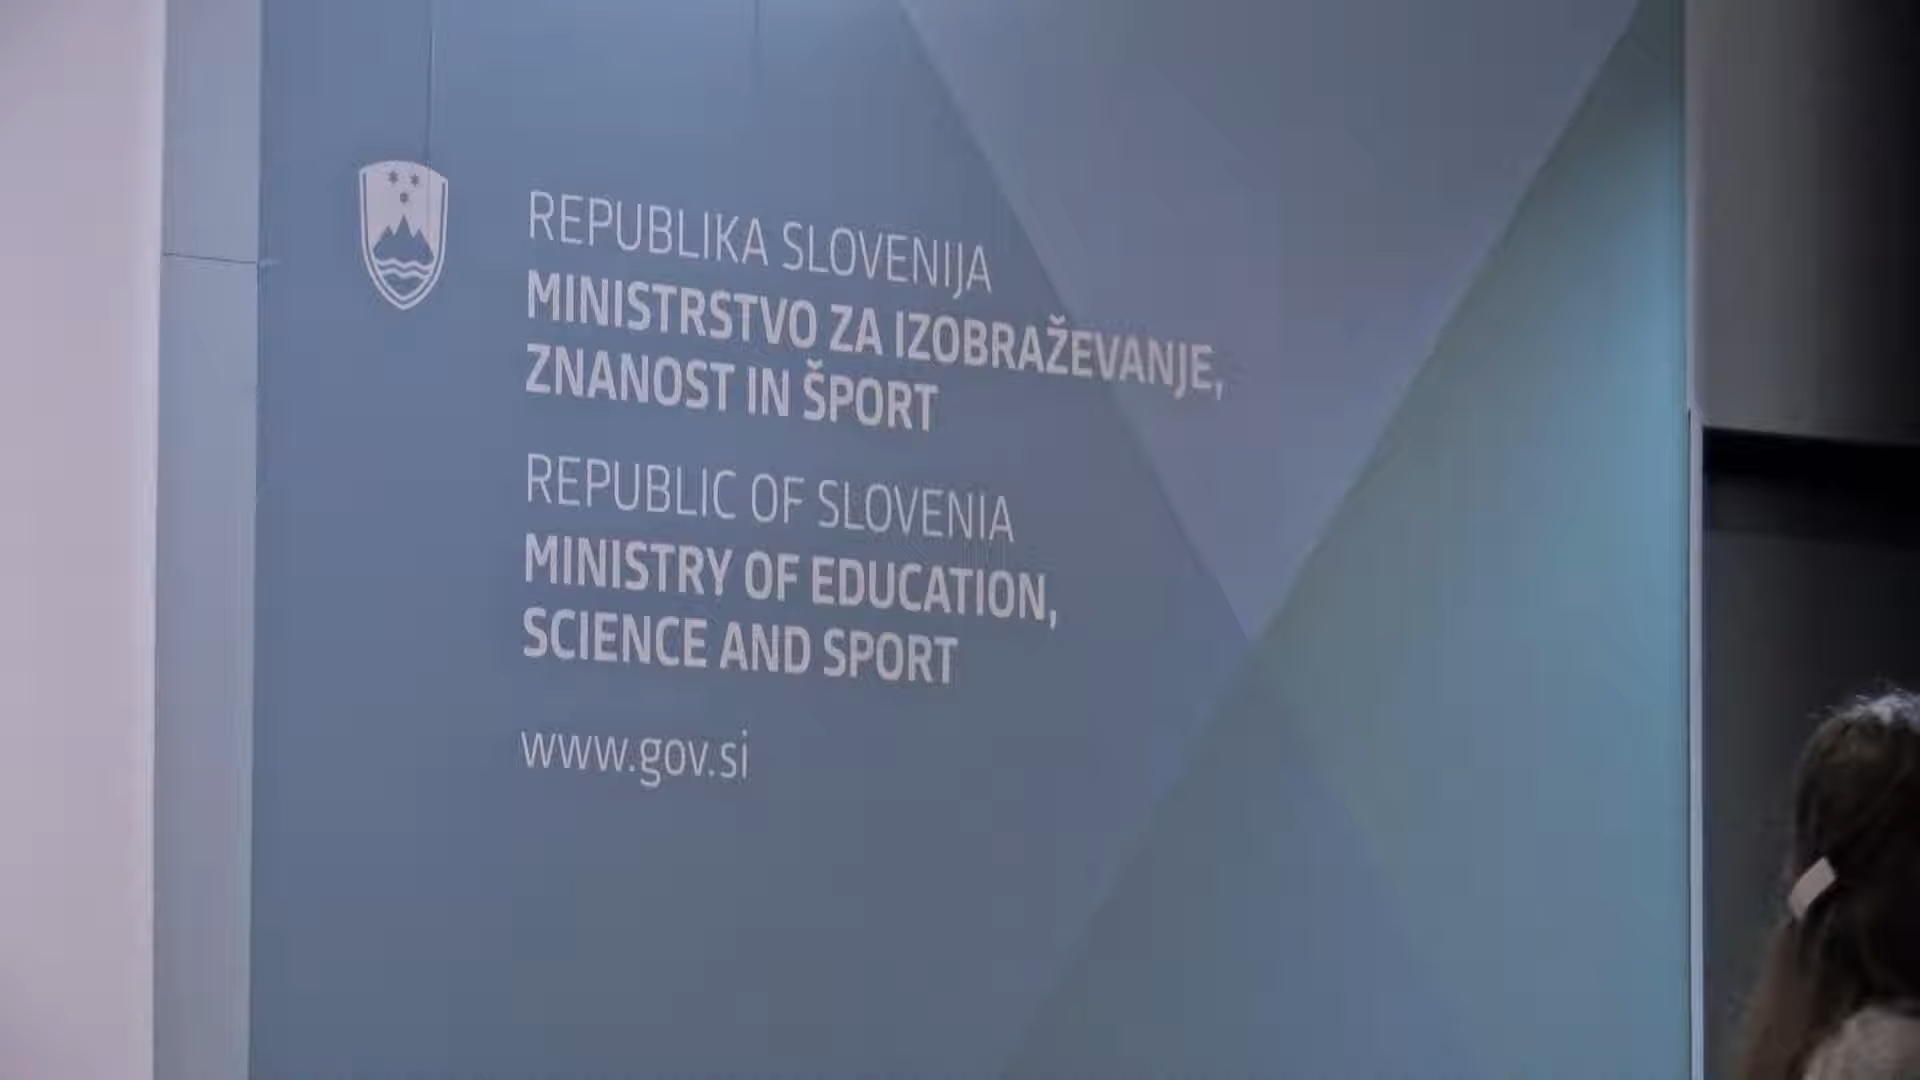 REPUBLIKA SLOVENIJA
MINISTRSTVO ZA IZOBRAŽEVANJE,
ZNANOST IN ŠPORT
REPUBLIC OF SLOVENIA
MINISTRY OF EDUCATION,
SCIENCE AND SPORT
www.gov.si